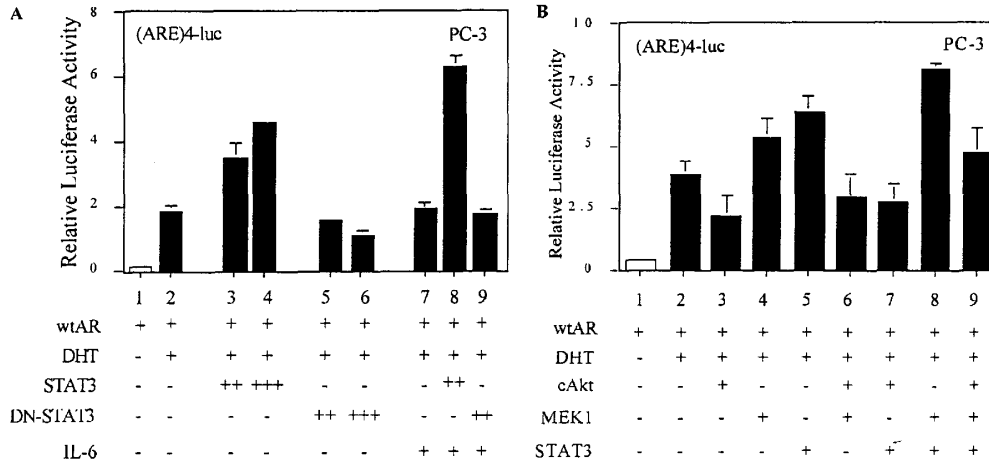 A
(ARE)4-luc PC-3
Relative Luciferase Activity
8
6
4
2
0
1 2 3 4 5 6 7 8 9
wtAR + + + + + + + + +
DHT - + + + + + + + +
STAT3 - - ++ +++ - - - ++ -
DN-STAT3 - - - - ++ +++ - - ++
IL-6 - - - - - - + + +
B
(ARE)4-luc PC-3
Relative Luciferase Activity
10
7.5
5
2.5
0
1 2 3 4 5 6 7 8 9
wtAR + + + + + + + + +
DHT - + + + + + + + +
cAkt - - + - - + + - +
MEK1 - - - + - + - + +
STAT3 - - - - + - + + +